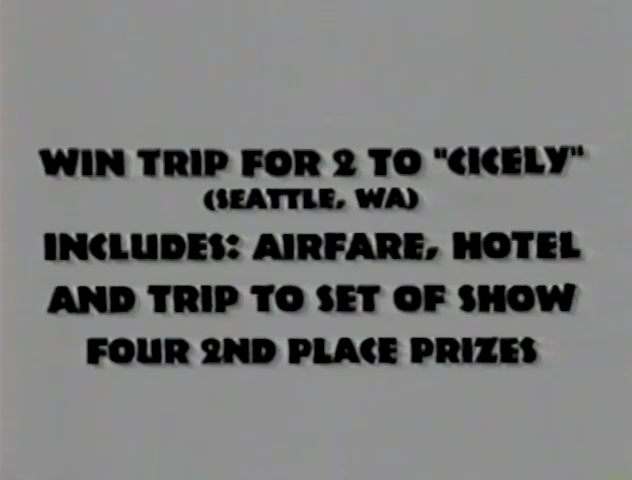 WIN TRIP FOR 2 TO "CICELY"
(SEATTLE, WA)
INCLUDES: AIRFARE, HOTEL
AND TRIP TO SET OF SHOW
FOUR 2ND PLACE PRIZES